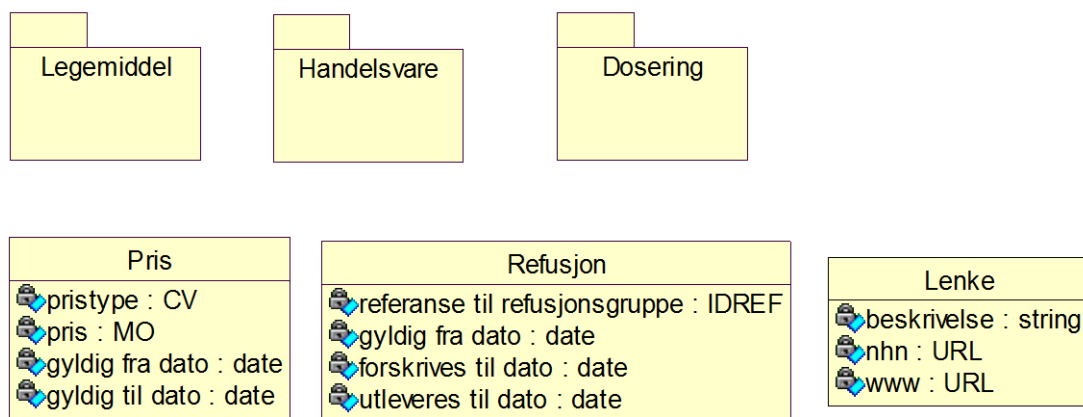 Legemiddel
Handelsvare
Dosering
Pris
pristype : CV
pris : MO
gyldig fra dato : date
gyldig til dato : date
Refusjon
referanse til refusjonsgruppe : IDREF
gyldig fra dato : date
forskrives til dato : date
utleveres til dato : date
Lenke
beskrivelse : string
nhn : URL
www : URL